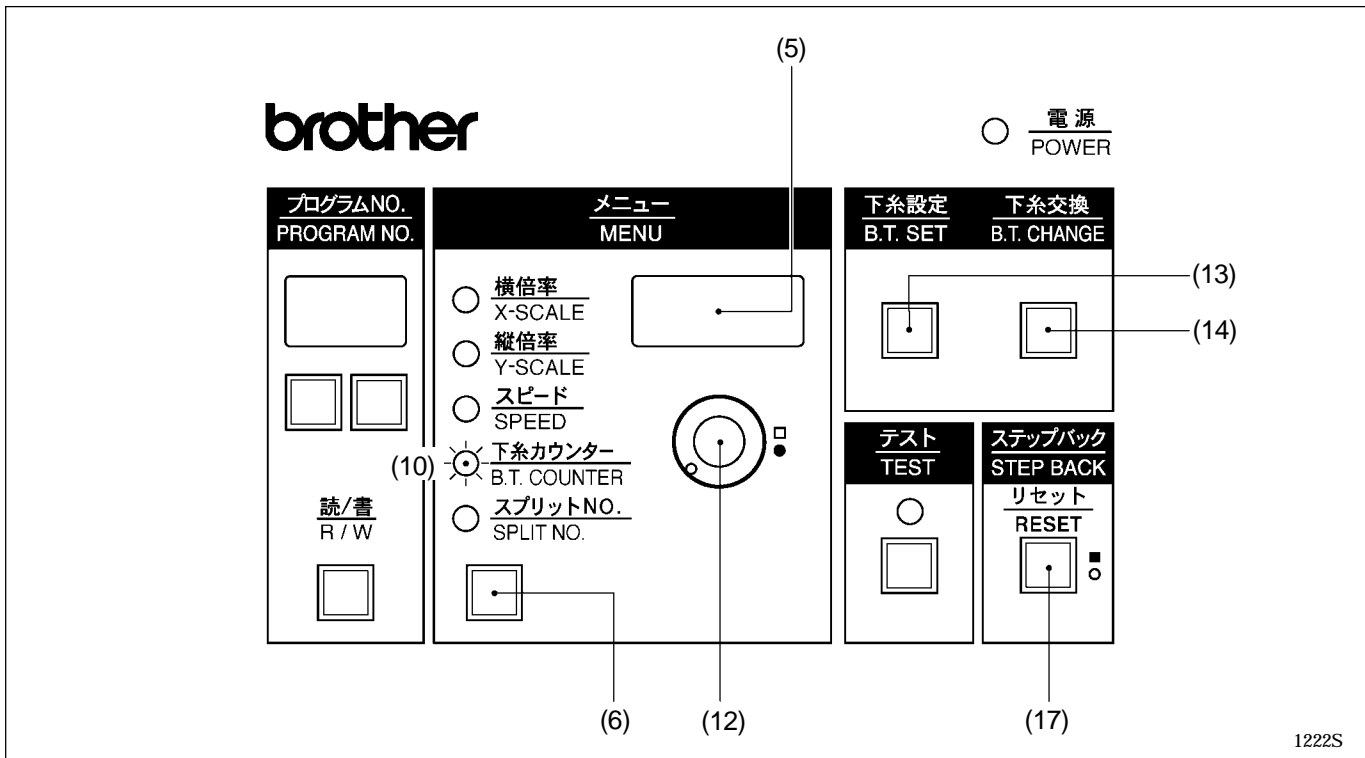 (5)
brother
電源
POWER
プログラムNO.
PROGRAM NO.
メニュー
MENU
下糸設定
B.T. SET
下糸交換
B.T. CHANGE
横倍率
X-SCALE
縦倍率
Y-SCALE
スピード
SPEED
(10)
下糸カウンター
B.T. COUNTER
スプリットNO.
SPLIT NO.
読/書
R / W
(13)
(14)
テスト
TEST
ステップバック
STEP BACK
リセット
RESET
(6)
(12)
(17)
1222S